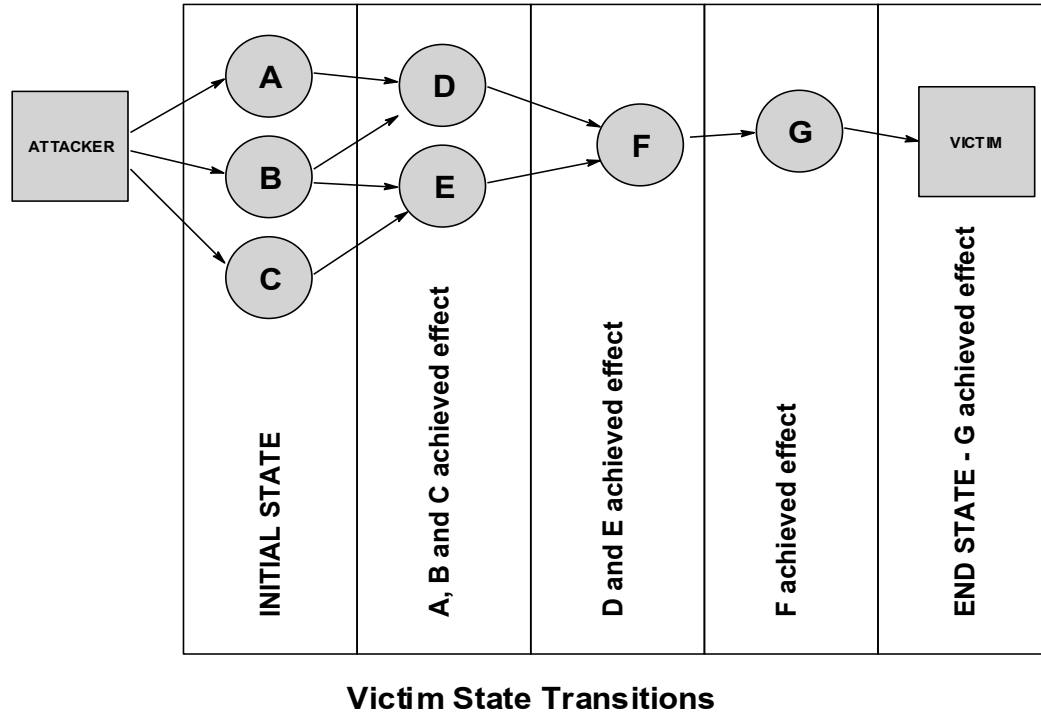 ATTACKER
A
B
C
D
E
F
G
VICTIM
INITIAL STATE
A, B and C achieved effect
D and E achieved effect
F achieved effect
END STATE - G achieved effect
Victim State Transitions